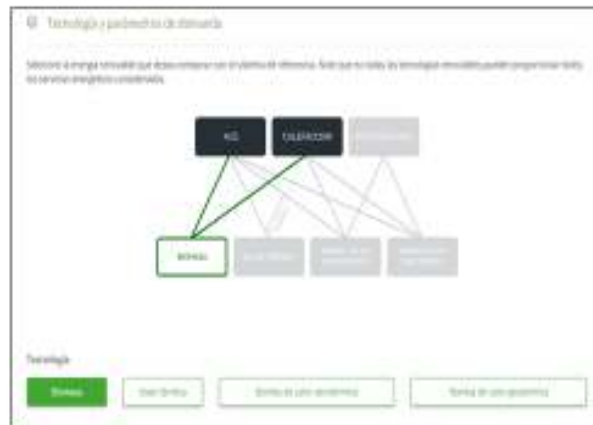 Tecnología y parámetros de demanda
Seleccione la energía renovable que desea comparar con el sistema de referencia. Note que no todas las tecnologías renovables pueden proporcionar todos
los servicios energéticos considerados.
ACS CALEFACCIÓN
BIOMASA
Tecnología
Biomasa Solar térmica Bomba de calor Bomba de calor geotérmica